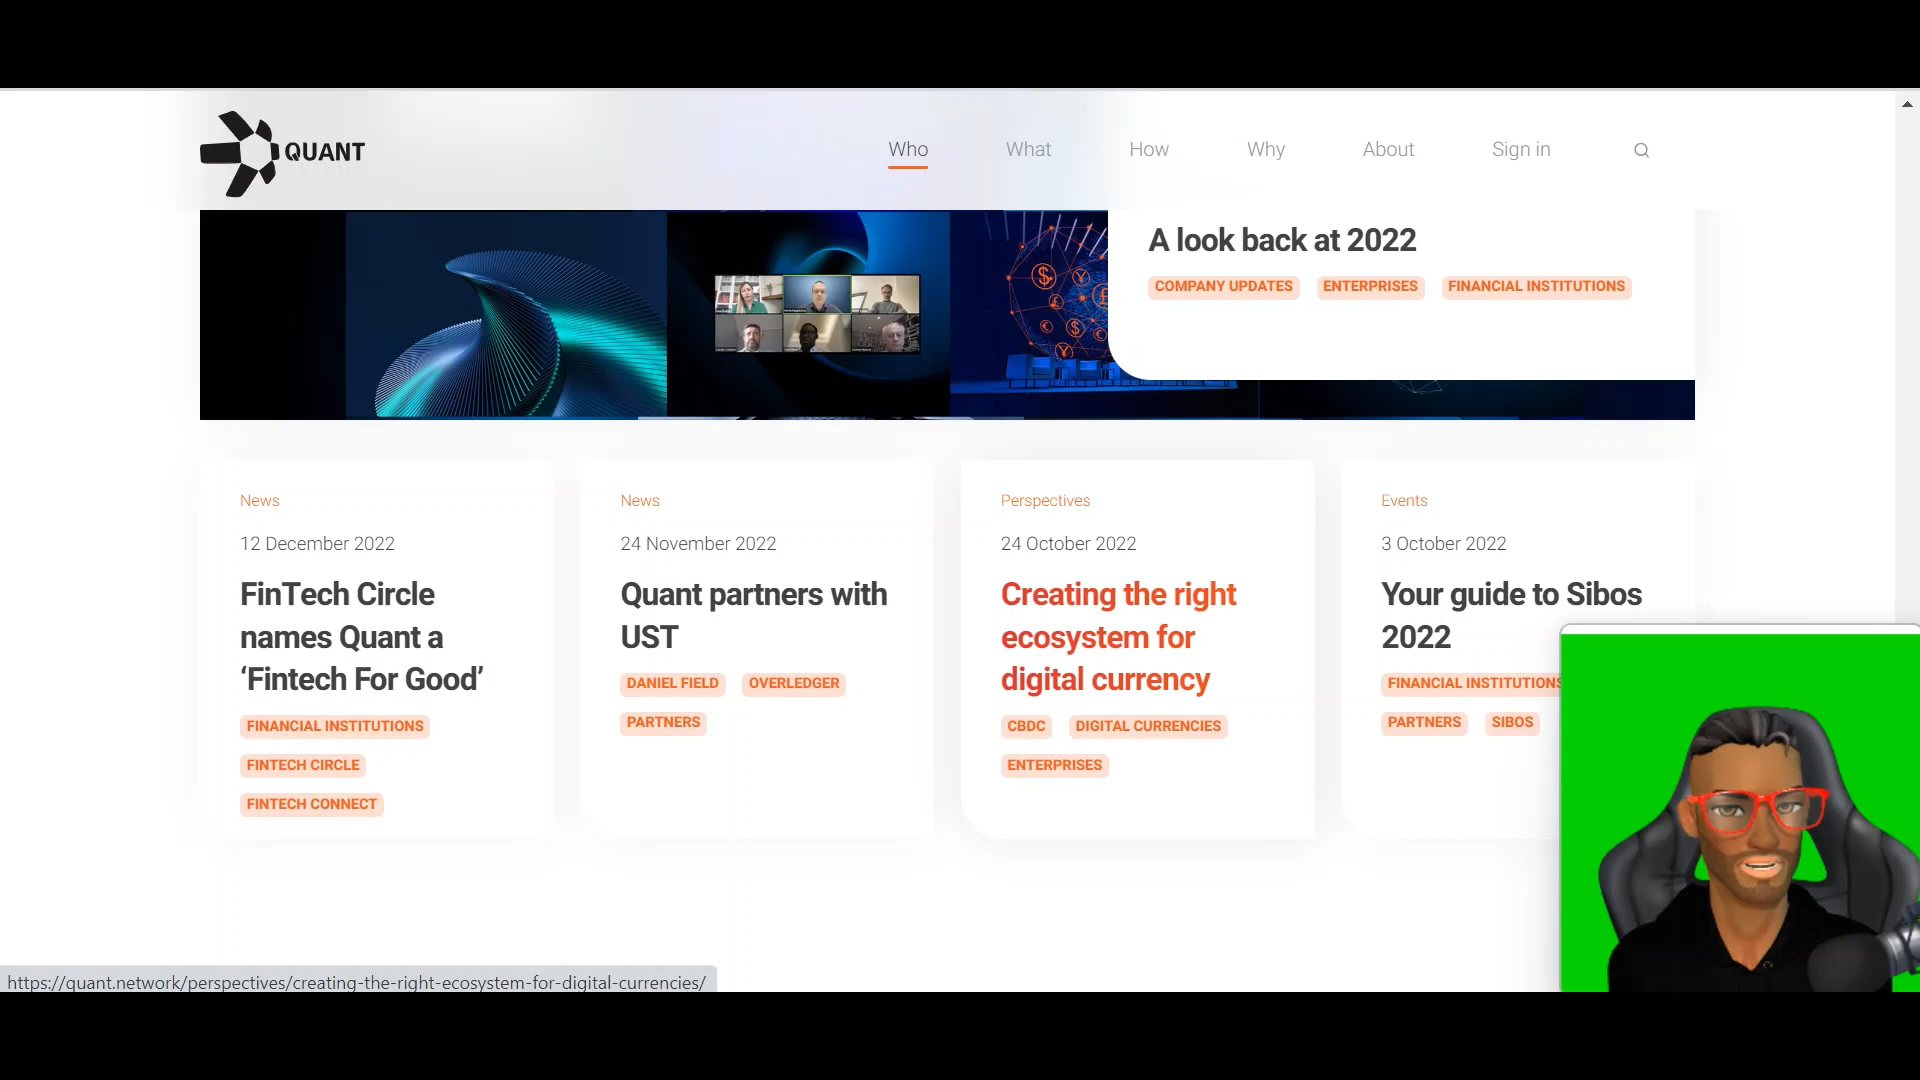 QUANT
Who
What
How
Why
About
Sign in
A look back at 2022
COMPANY UPDATES
ENTERPRISES
FINANCIAL INSTITUTIONS
News
12 December 2022
FinTech Circle
names Quant a
‘Fintech For Good’
FINANCIAL INSTITUTIONS
FINTECH CIRCLE
FINTECH CONNECT
News
24 November 2022
Quant partners with
UST
DANIEL FIELD
OVERLEDGER
PARTNERS
Perspectives
24 October 2022
Creating the right
ecosystem for
digital currency
CBDC
DIGITAL CURRENCIES
ENTERPRISES
Events
3 October 2022
Your guide to Sibos
2022
FINANCIAL INSTITUTIONS
PARTNERS
SIBOS
https://quant.network/perspectives/creating-the-right-ecosystem-for-digital-currencies/